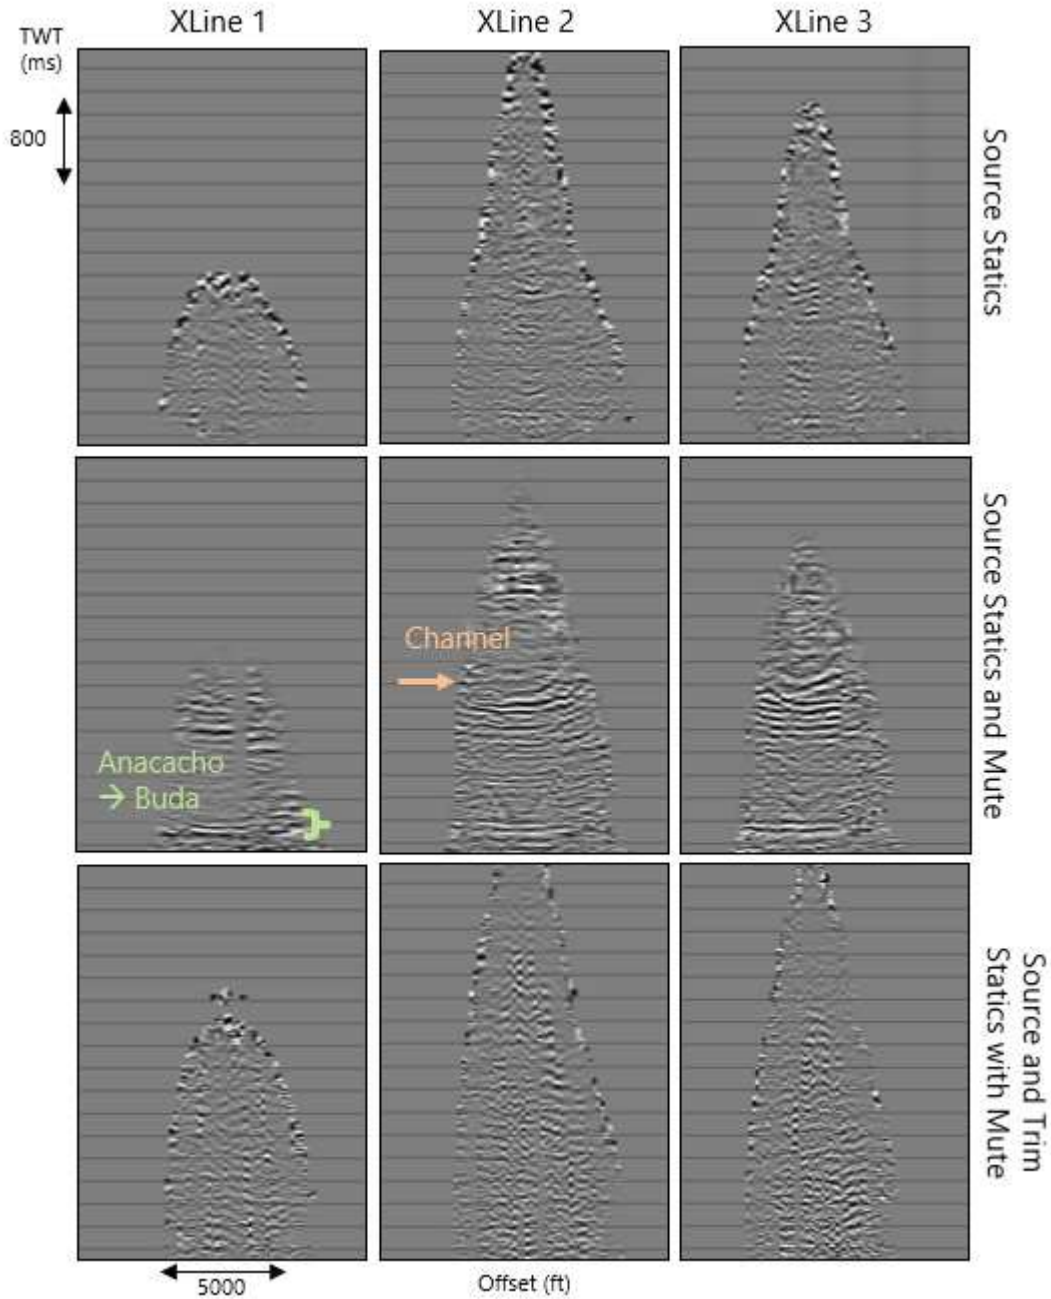 XLine 1
XLine 2
XLine 3
TWT
(ms)
800
Source Statics
Channel
Anacacho
→ Buda
Source Statics and Mute
Source and Trim
Statics with Mute
5000
Offset (ft)